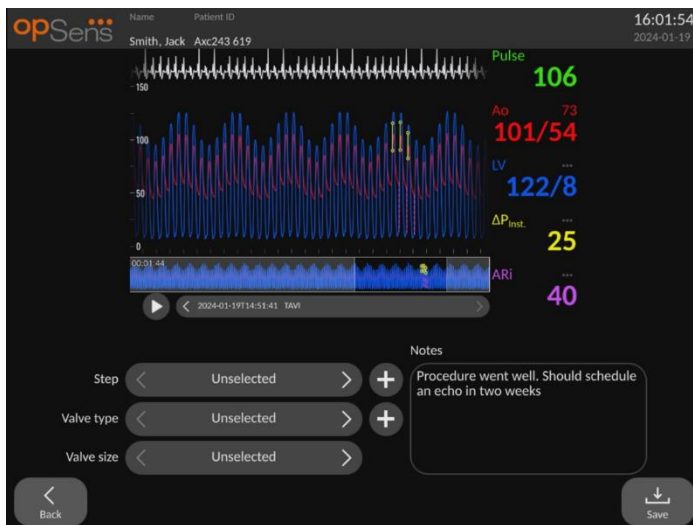 opSens
Name Patient ID
Smith, Jack Axc243 619
16:01:54
2024-01-19
150
100
50
0
Pulse
106
Ao 73
101/54
LV ---
122/8
ΔPInst. ---
25
ARi ---
40
00:01:44
2024-01-19T14:51:41 TAVI
Step Unselected
Valve type Unselected
Valve size Unselected
Notes
Procedure went well. Should schedule
an echo in two weeks
Back
Save